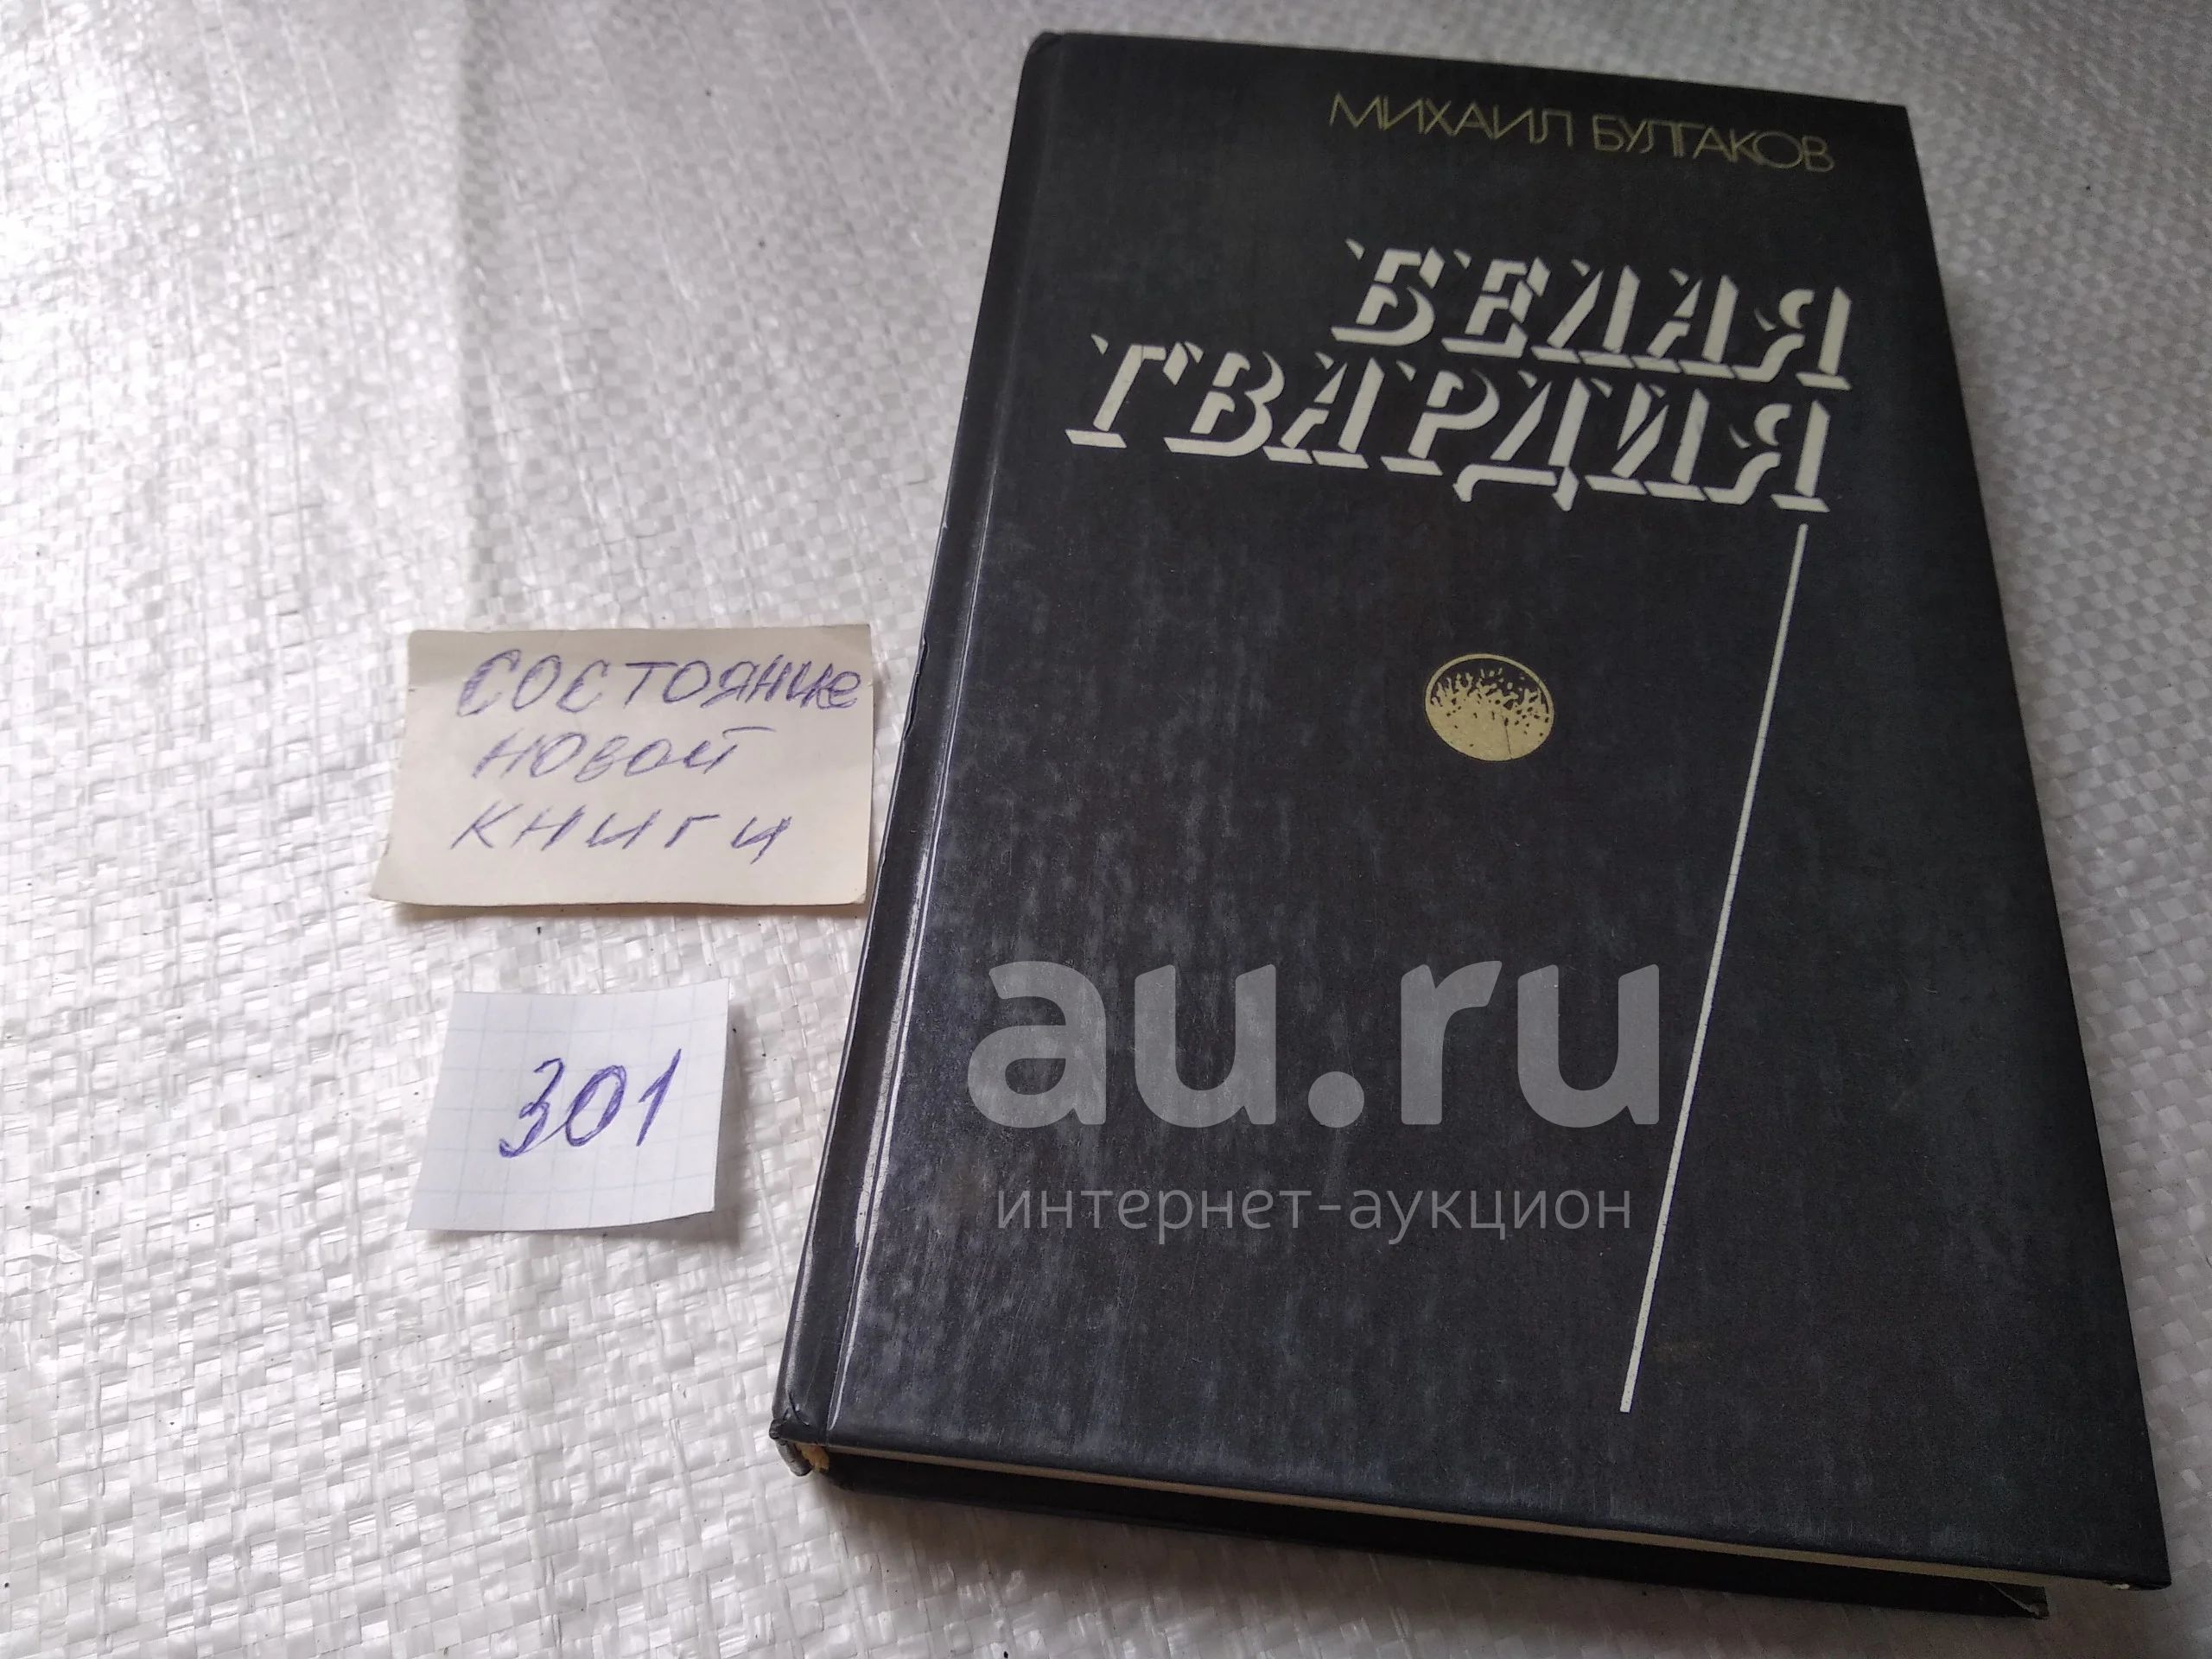 МИХАИЛ БУЛГАКОВ
БЕЛАЯ
ГВАРДИЯ
СОСТОЯНИЕ
НОВОЙ
КНИГИ
301
au.ru
интернет-аукцион